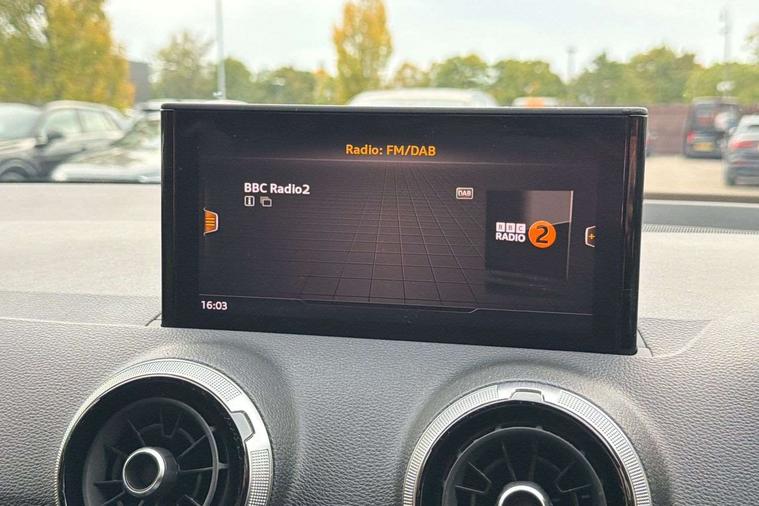 Radio: FM/DAB
BBC Radio2
DAB
BBC
RADIO 2
16:03